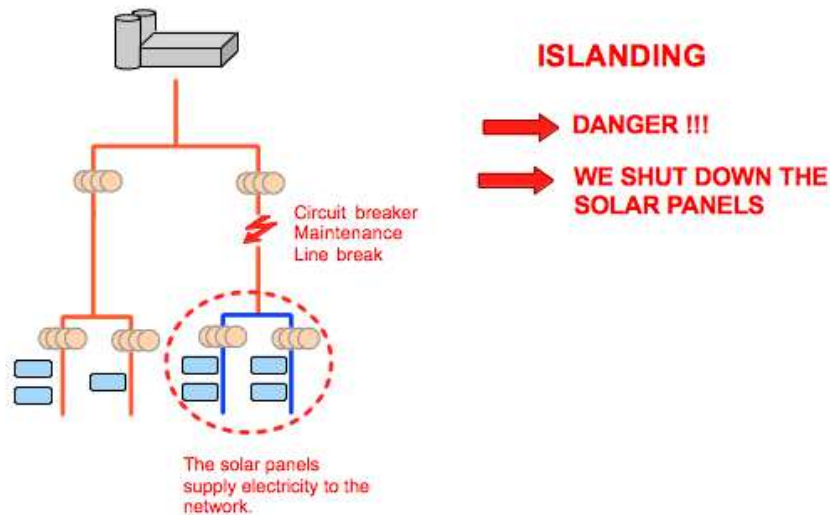 ISLANDING
DANGER !!!
WE SHUT DOWN THE
SOLAR PANELS
Circuit breaker
Maintenance
Line break
The solar panels
supply electricity to the
network.